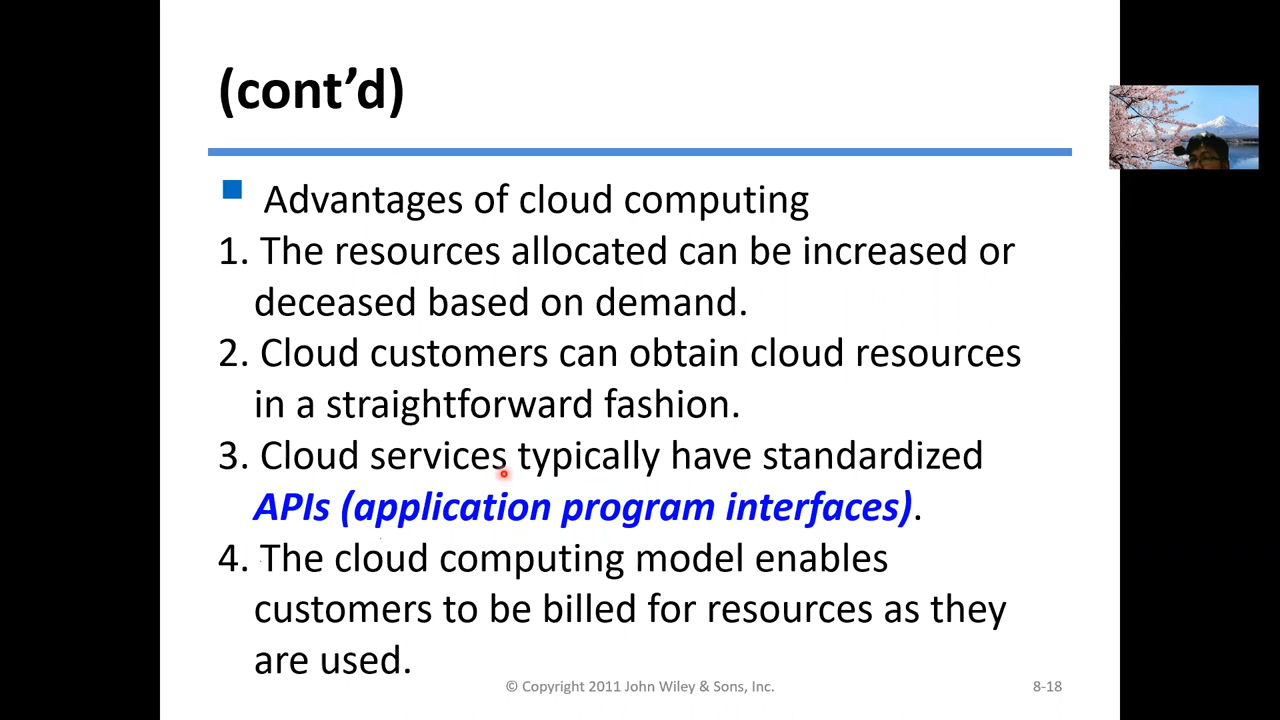 (cont’d)
Advantages of cloud computing
1. The resources allocated can be increased or
deceased based on demand.
2. Cloud customers can obtain cloud resources
in a straightforward fashion.
3. Cloud services typically have standardized
APIs (application program interfaces).
4. The cloud computing model enables
customers to be billed for resources as they
are used.
© Copyright 2011 John Wiley & Sons, Inc.
8-18